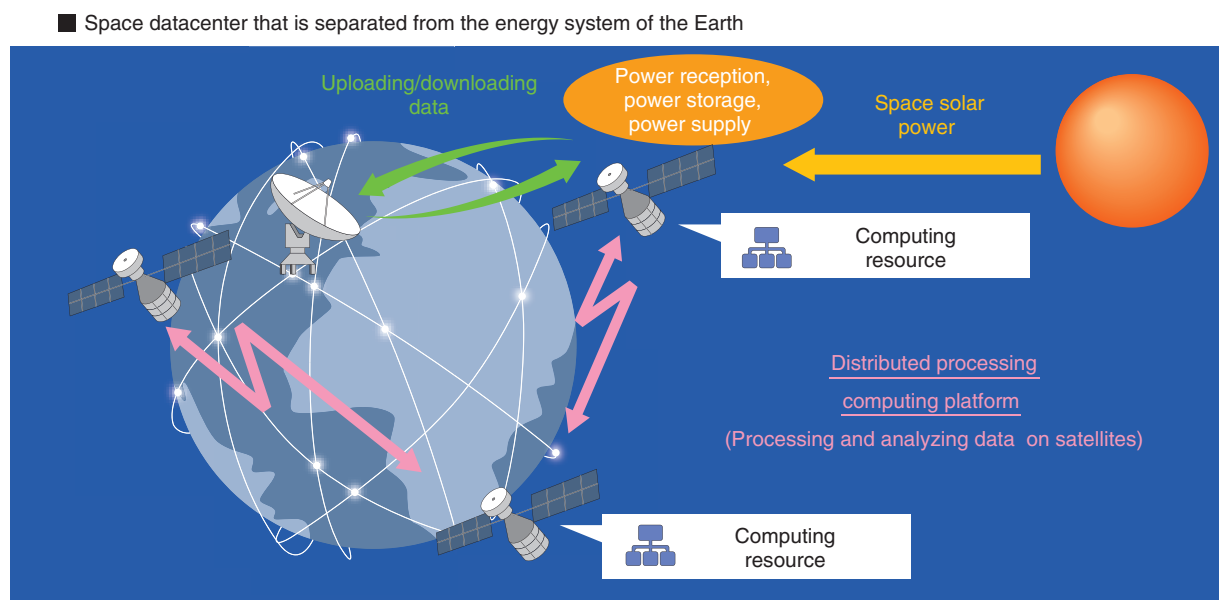 ■ Space datacenter that is separated from the energy system of the Earth
Uploading/downloading
data
Power reception,
power storage,
power supply
Space solar
power
Computing
resource
Distributed processing
computing platform
(Processing and analyzing data on satellites)
Computing
resource